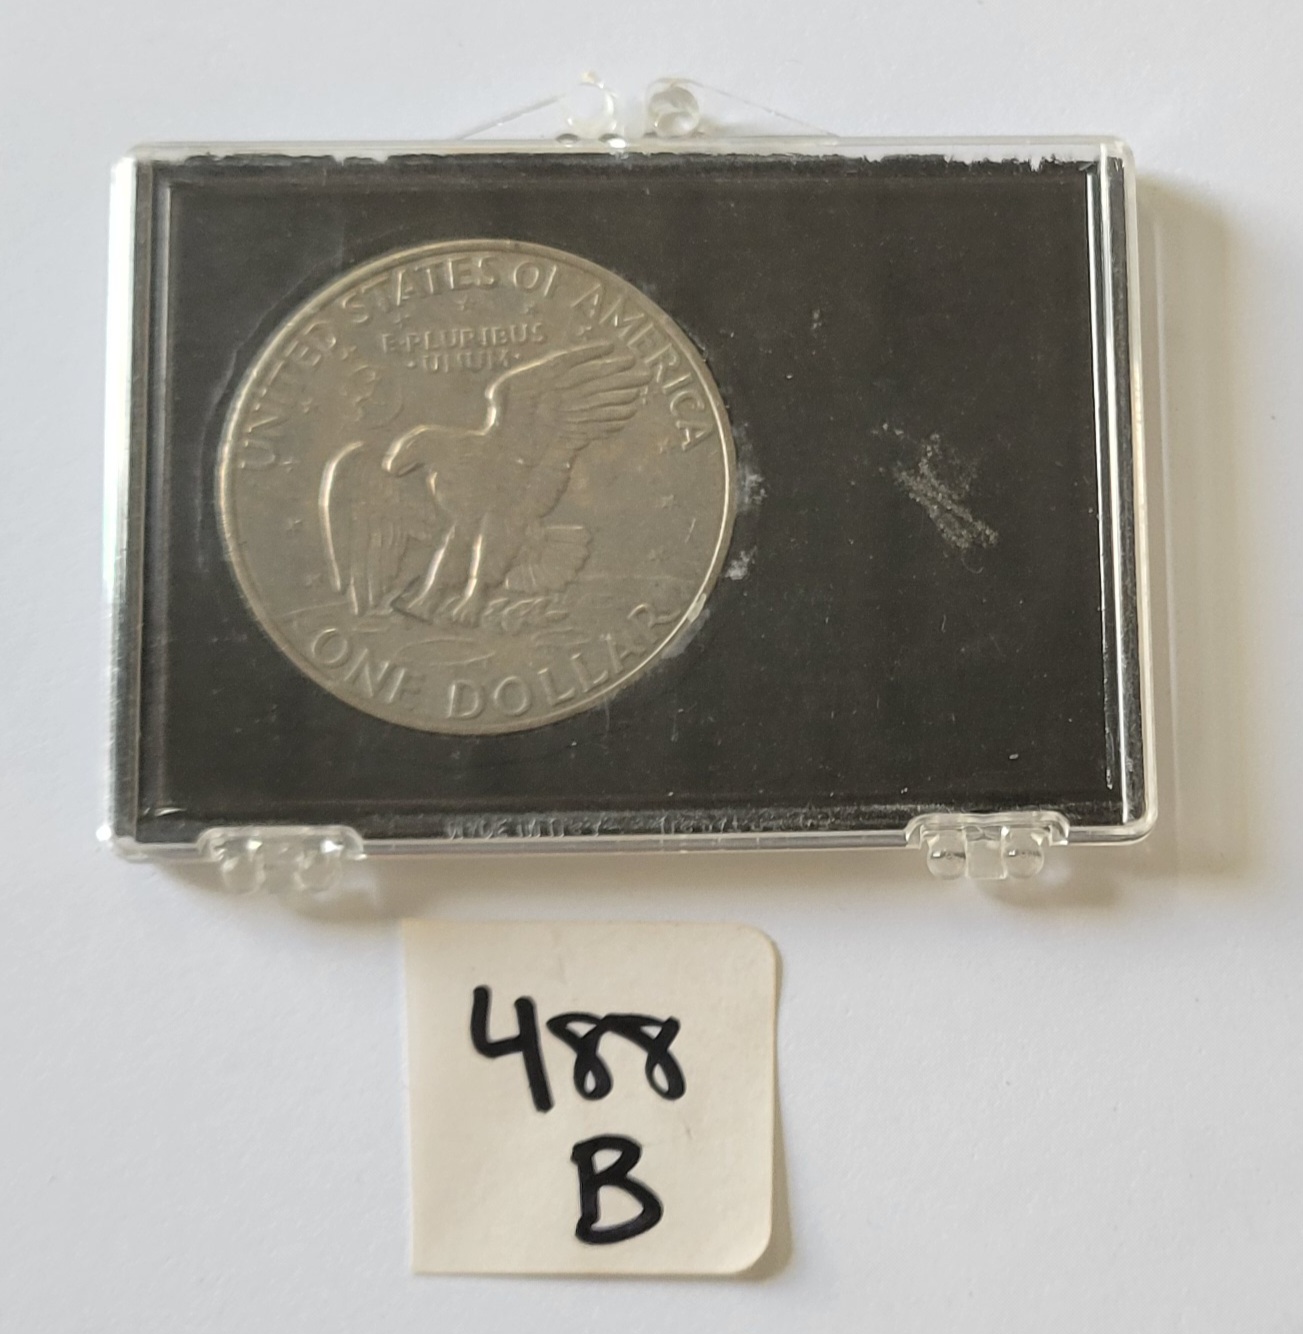 UNITED STATES OF AMERICA
E·PLURIBUS
·UNUM·
ONE DOLLAR
488
B